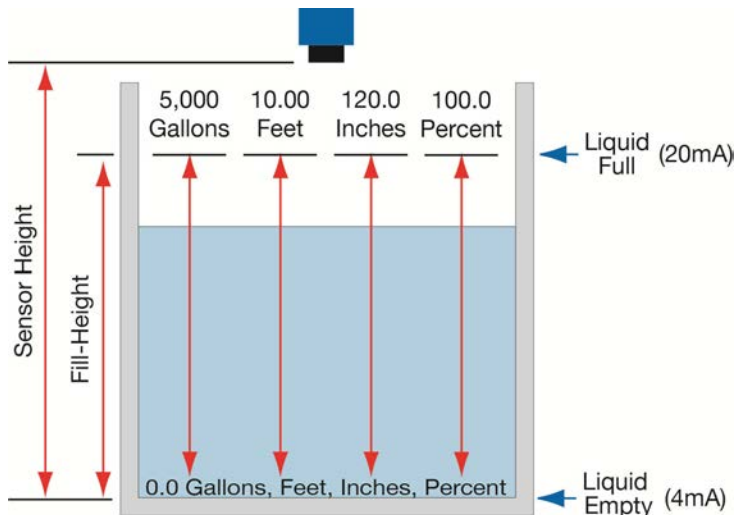 5,000 10.00 120.0 100.0
Gallons Feet Inches Percent
Liquid
Full (20mA)
Sensor Height
Fill-Height
0.0 Gallons, Feet, Inches, Percent
Liquid
Empty (4mA)